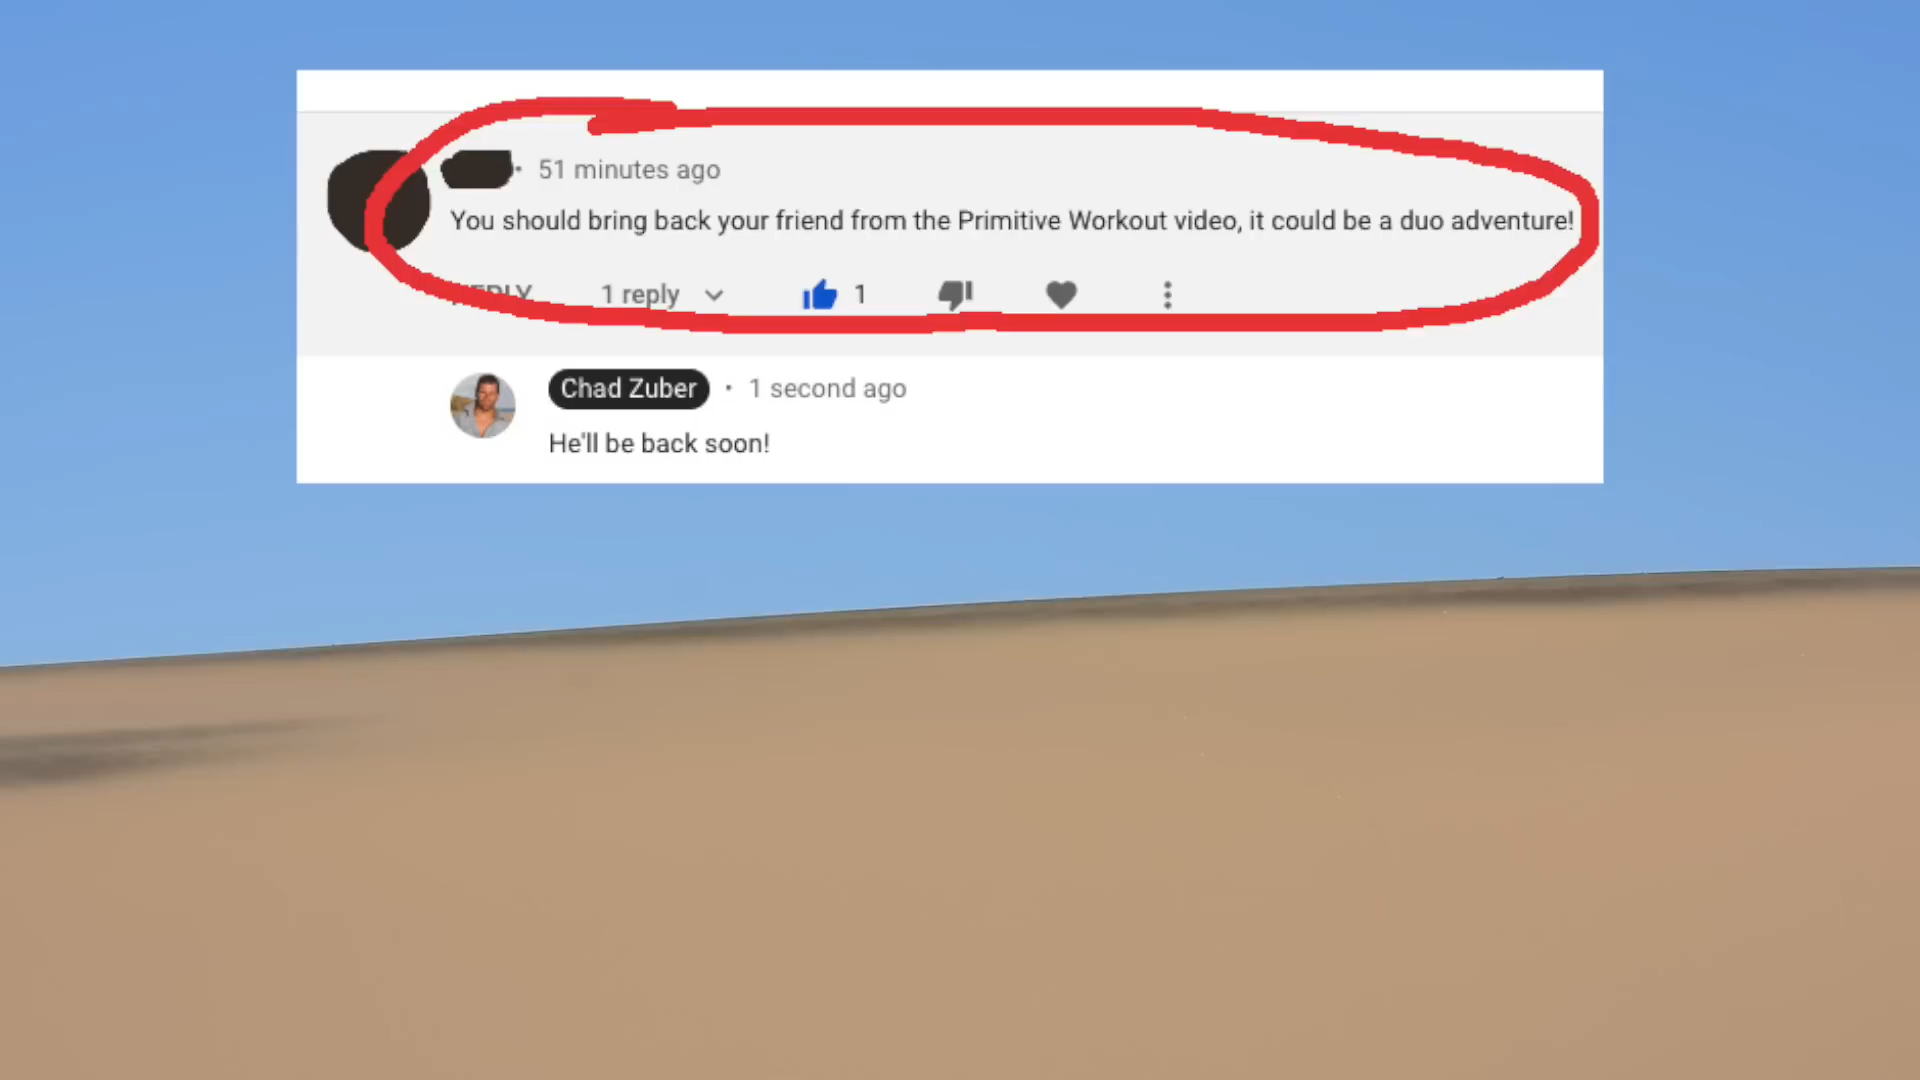 51 minutes ago
You should bring back your friend from the Primitive Workout video, it could be a duo adventure!
REPLY 1 reply 1
Chad Zuber • 1 second ago
He'll be back soon!